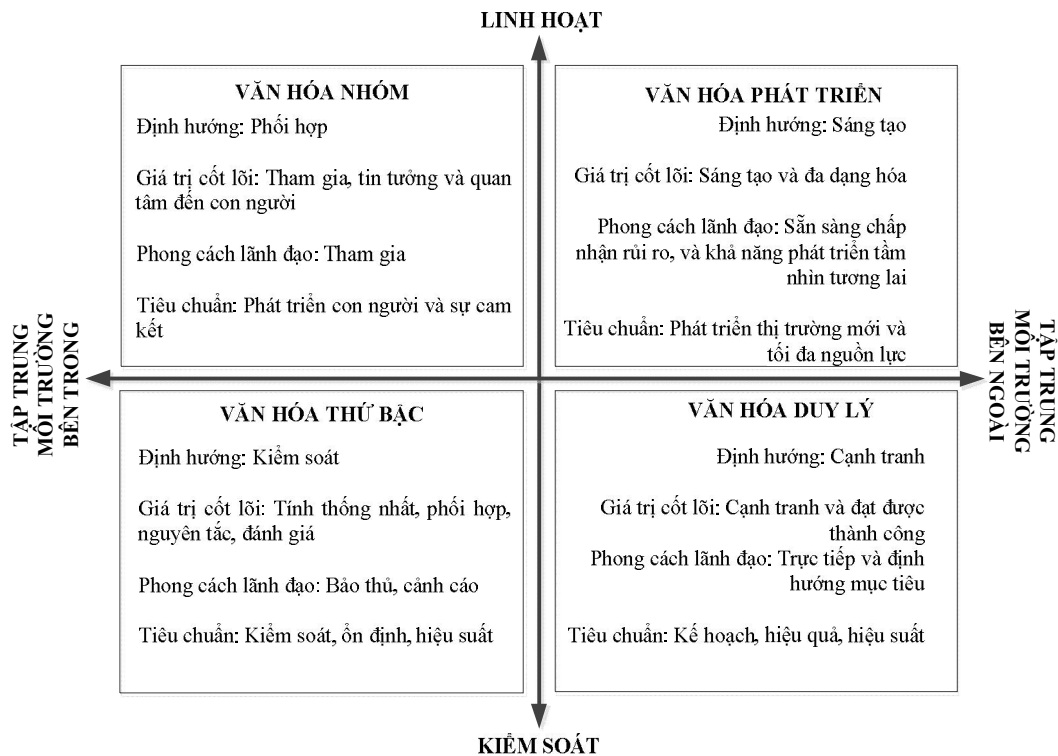 LINH HOẠT
VĂN HÓA NHÓM
Định hướng: Phối hợp
Giá trị cốt lõi: Tham gia, tin tưởng và quan
tâm đến con người
Phong cách lãnh đạo: Tham gia
Tiêu chuẩn: Phát triển con người và sự cam
kết
VĂN HÓA PHÁT TRIỂN
Định hướng: Sáng tạo
Giá trị cốt lõi: Sáng tạo và đa dạng hóa
Phong cách lãnh đạo: Sẵn sàng chấp
nhận rủi ro, và khả năng phát triển tầm
nhìn tương lai
Tiêu chuẩn: Phát triển thị trường mới và
tối đa nguồn lực
TẬP TRUNG
MÔI TRƯỜNG
BÊN TRONG
TẬP TRUNG
MÔI TRƯỜNG
BÊN NGOÀI
VĂN HÓA THỨ BẬC
Định hướng: Kiểm soát
Giá trị cốt lõi: Tính thống nhất, phối hợp,
nguyên tắc, đánh giá
Phong cách lãnh đạo: Bảo thủ, cảnh cáo
Tiêu chuẩn: Kiểm soát, ổn định, hiệu suất
VĂN HÓA DUY LÝ
Định hướng: Cạnh tranh
Giá trị cốt lõi: Cạnh tranh và đạt được
thành công
Phong cách lãnh đạo: Trực tiếp và định
hướng mục tiêu
Tiêu chuẩn: Kế hoạch, hiệu quả, hiệu suất
KIỂM SOÁT